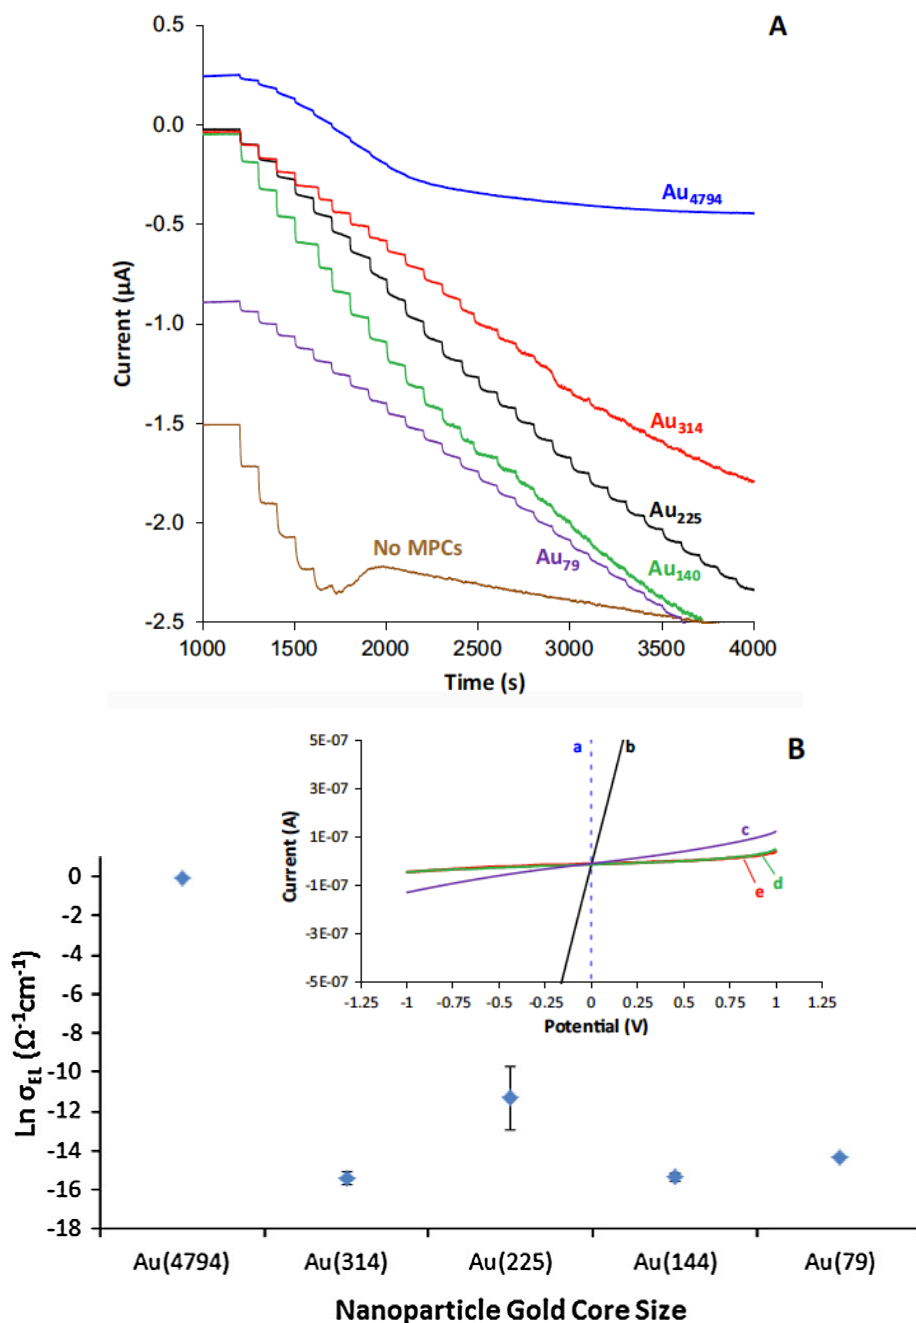 A
0.5
0.0
-0.5
-1.0
-1.5
-2.0
-2.5
Current (µA)
Au4794
Au314
Au225
Au140
Au79
No MPCs
1000 1500 2000 2500 3000 3500 4000
Time (s)
B
5E-07
3E-07
1E-07
-1E-07
-3E-07
-5E-07
Current (A)
a b
c
e d
-1.25 -1 -0.75 -0.5 -0.25 0 0.25 0.5 0.75 1 1.25
Potential (V)
0
-2
-4
-6
-8
-10
-12
-14
-16
-18
Ln σEL (Ω-1cm-1)
Au(4794) Au(314) Au(225) Au(144) Au(79)
Nanoparticle Gold Core Size